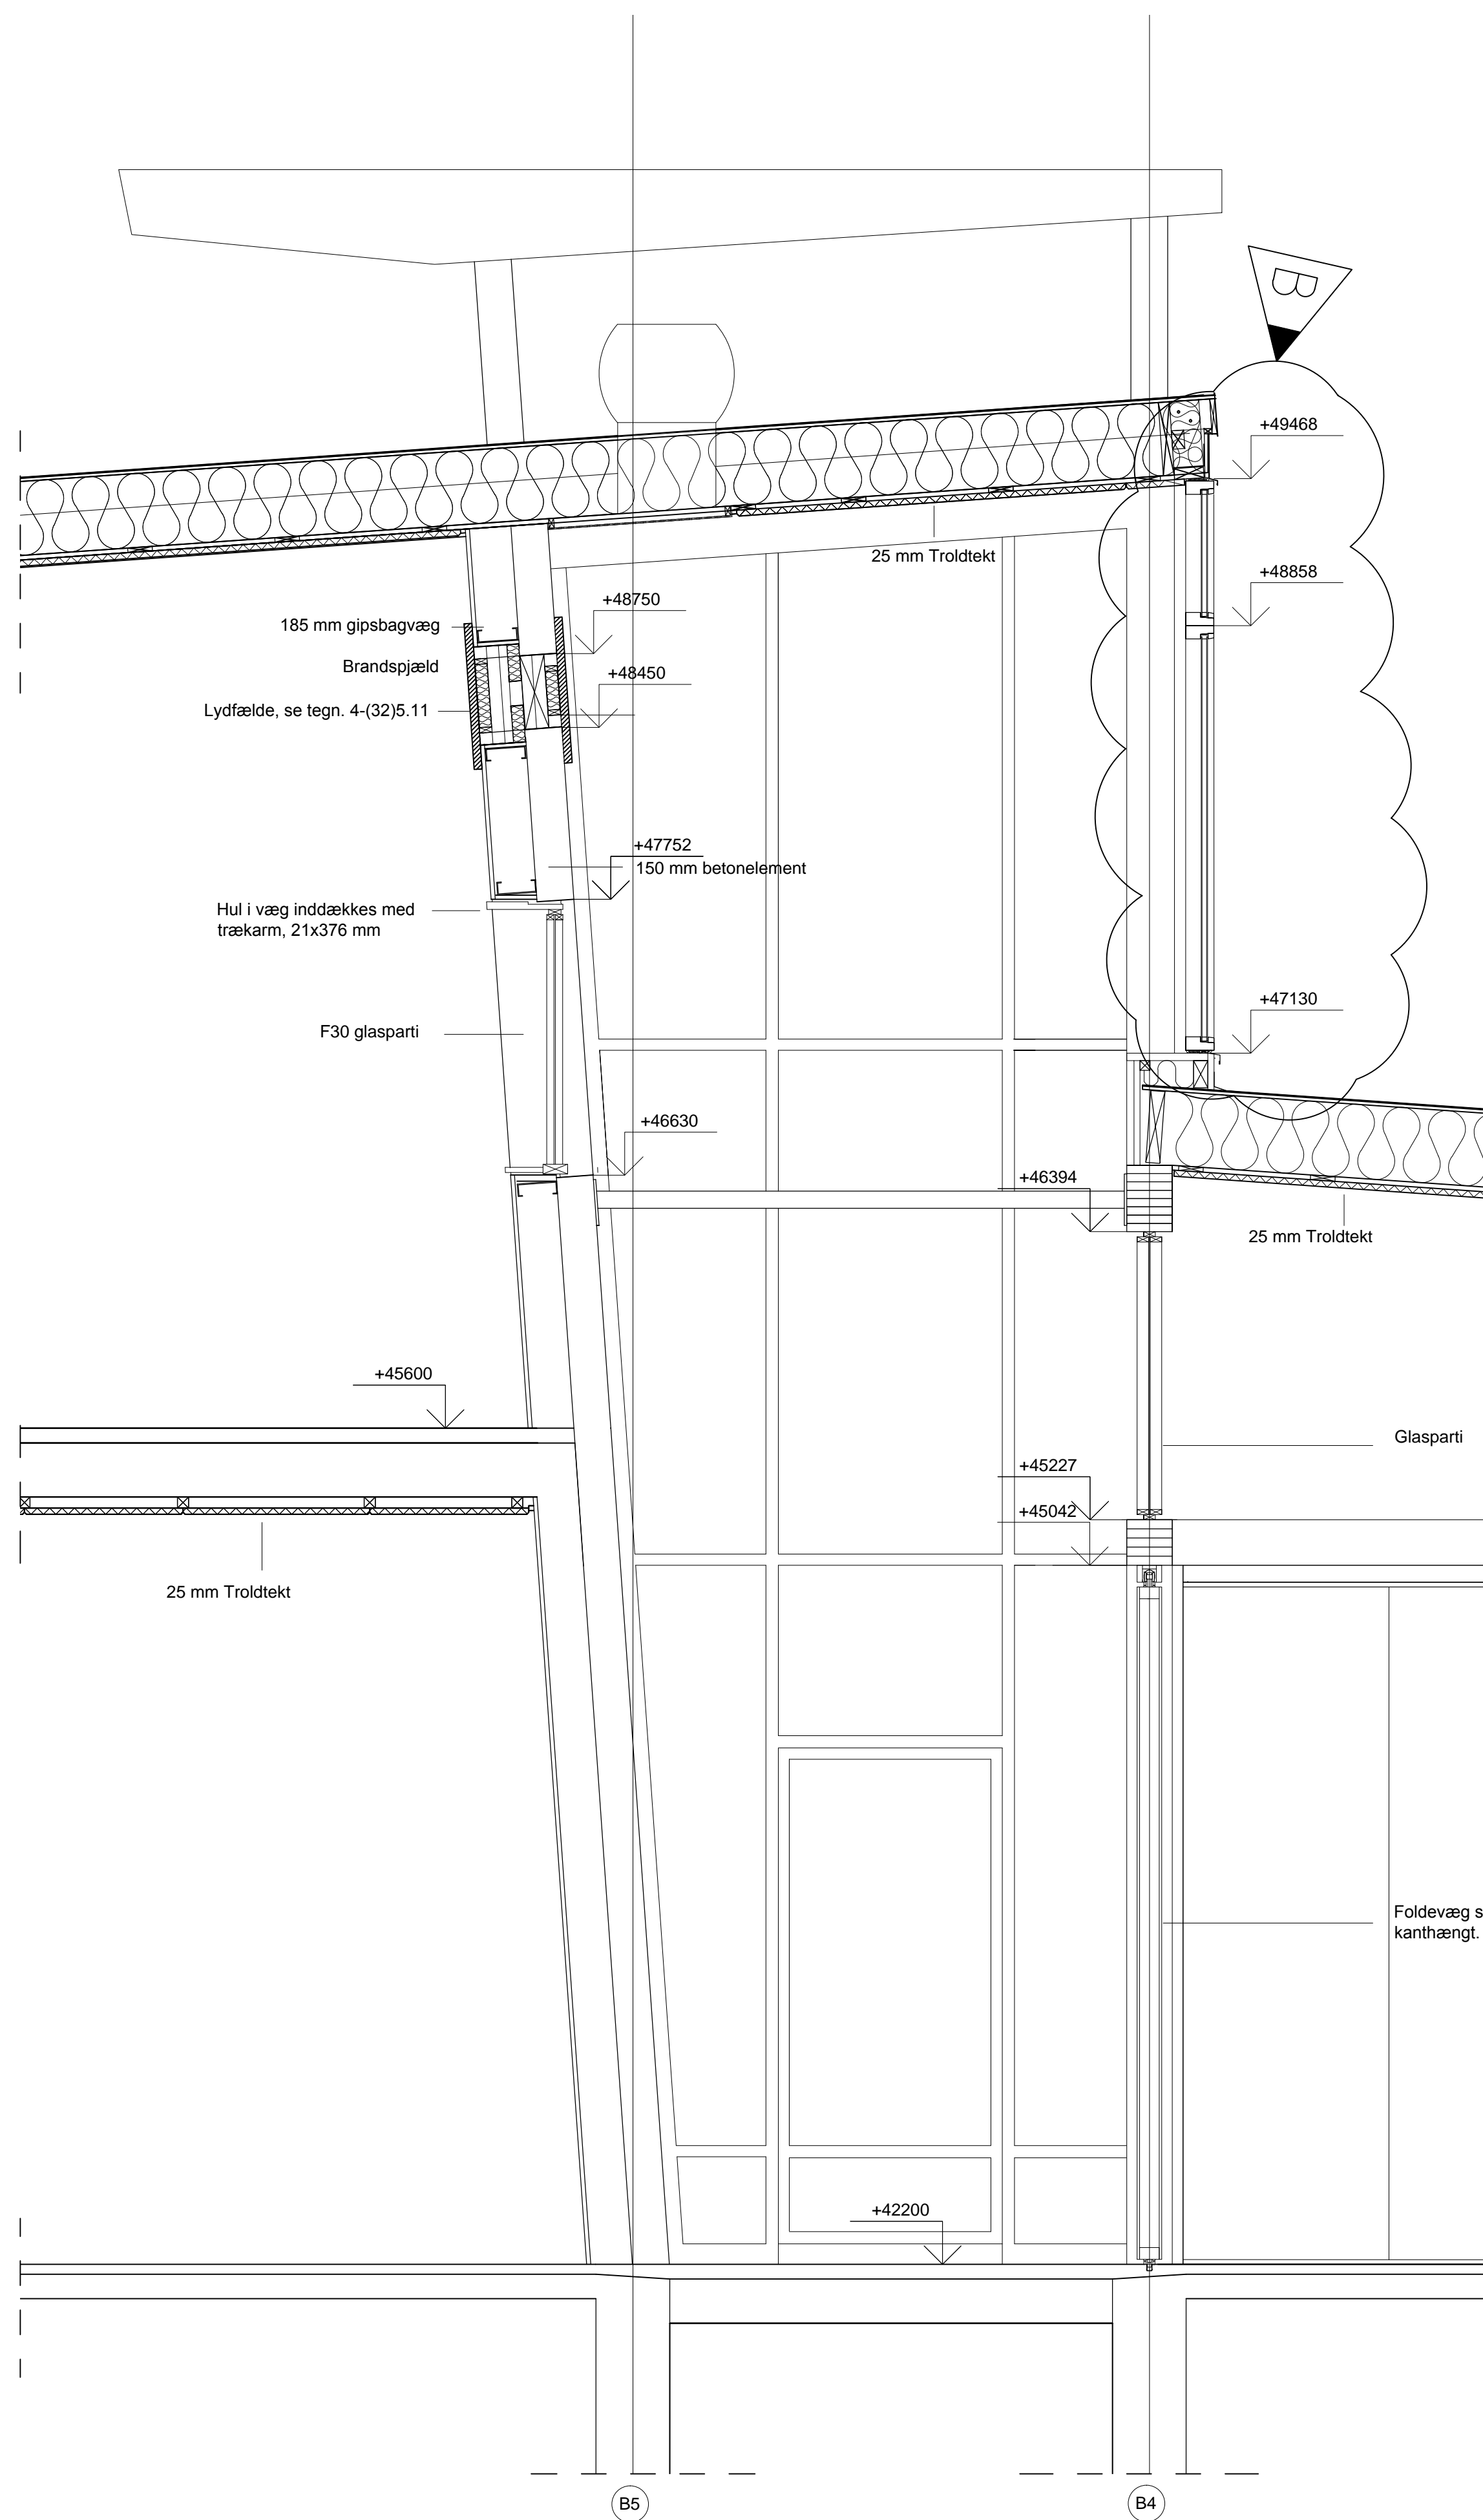 B
+49468
25 mm Troldtekt
+48858
+48750
185 mm gipsbagvæg
Brandspjæld
+48450
Lydfælde, se tegn. 4-(32)5.11
+47752
150 mm betonelement
Hul i væg inddækkes med
trækarm, 21x376 mm
+47130
F30 glasparti
+46630
+46394
25 mm Troldtekt
+45600
Glasparti
+45227
+45042
25 mm Troldtekt
Foldevæg s
kanthængt.
+42200
B5
B4